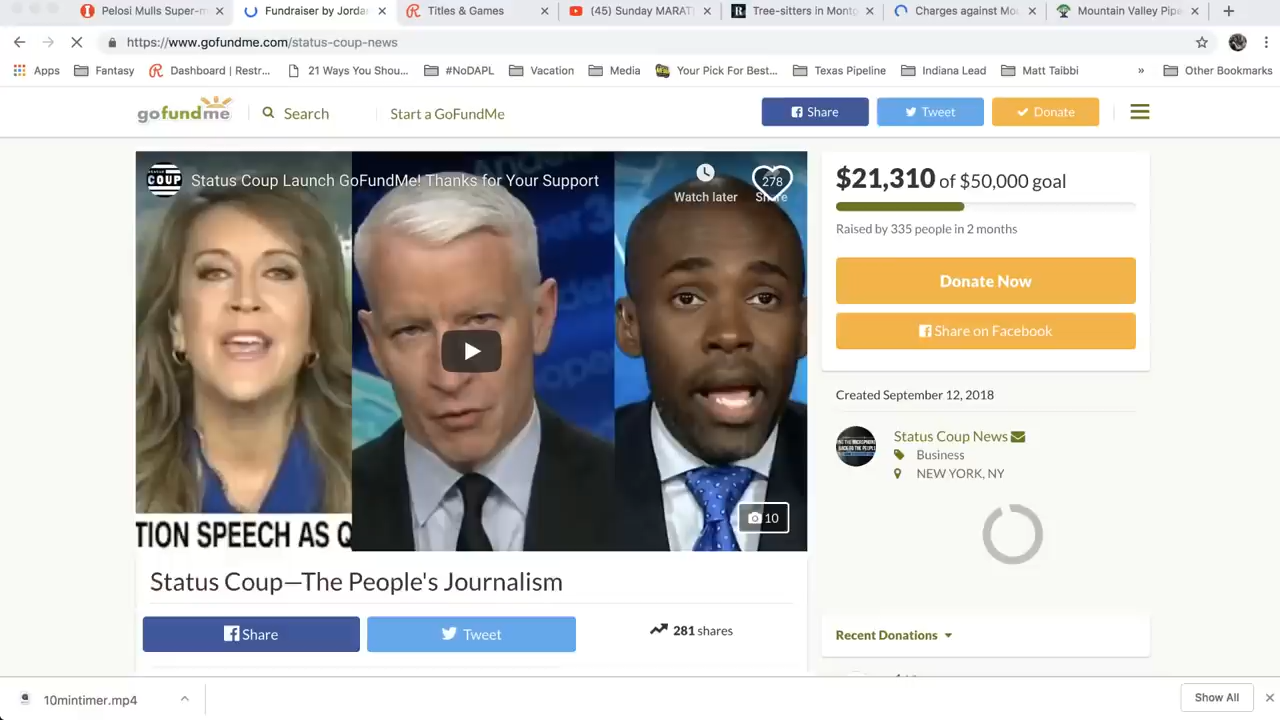 Pelosi Mulls Super-m
Fundraiser by Jorda
Titles & Games
(45) Sunday MARAT
Tree-sitters in Montg
Charges against Mo
Mountain Valley Pipe
https://www.gofundme.com/status-coup-news
Apps
Fantasy
Dashboard | Restr...
21 Ways You Shou...
#NoDAPL
Vacation
Media
Your Pick For Best...
Texas Pipeline
Indiana Lead
Matt Taibbi
»
Other Bookmarks
gofundme
Search
Start a GoFundMe
Share
Tweet
Donate
COUP
Status Coup Launch GoFundMe! Thanks for Your Support
Watch later
278
Share
TION SPEECH AS Q
10
$21,310 of $50,000 goal
Raised by 335 people in 2 months
Donate Now
Share on Facebook
Created September 12, 2018
Status Coup News
Business
NEW YORK, NY
Status Coup—The People's Journalism
Share
Tweet
281 shares
Recent Donations
10mintimer.mp4
Show All